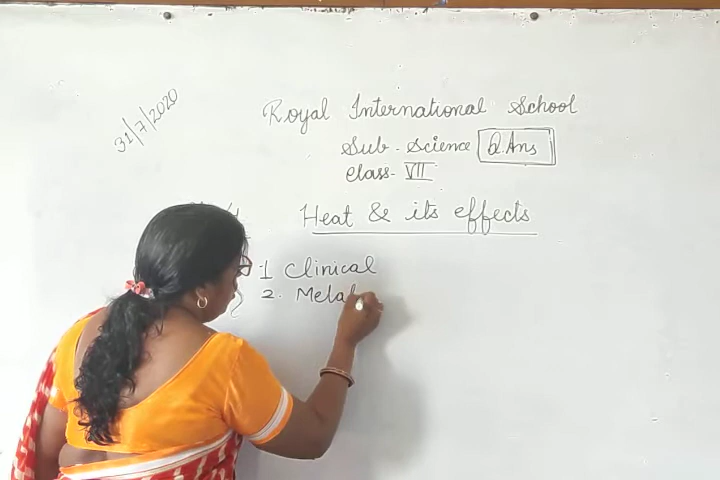 31/7/2020
Royal International School
Sub - Science Q.Ans
Class - VII
Heat & its effects
1 Clinical
2. Metal